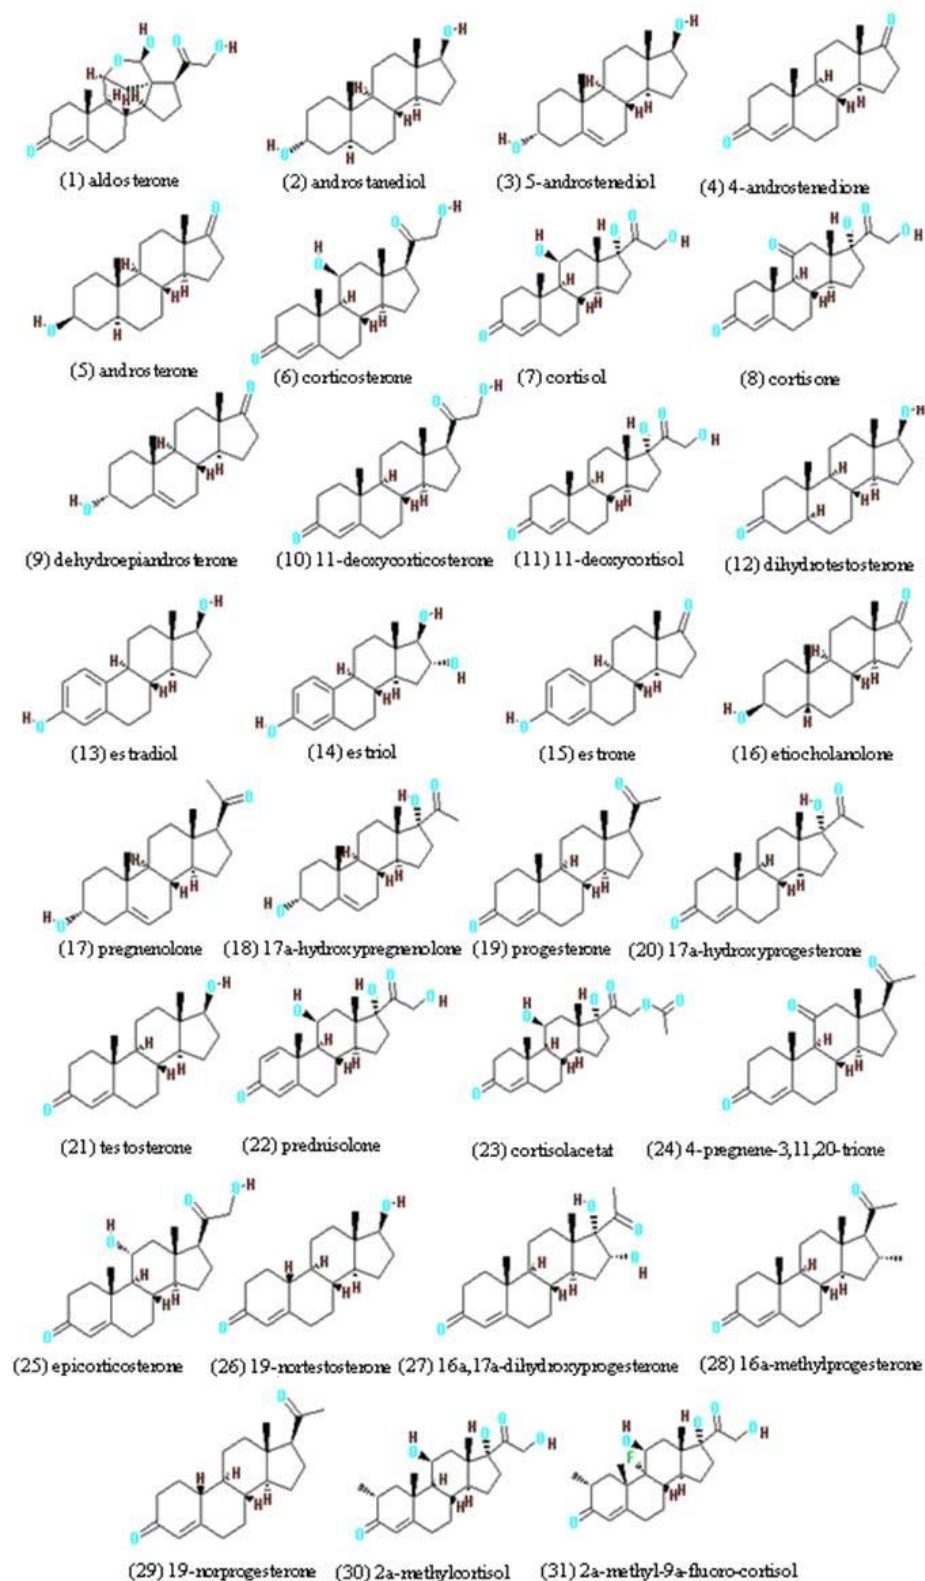 (1) aldosterone
(2) androstanediol
(3) 5-androstenediol
(4) 4-androstenedione
(5) androsterone
(6) corticosterone
(7) cortisol
(8) cortisone
(9) dehydroepiandrosterone
(10) 11-deoxycorticosterone
(11) 11-deoxycortisol
(12) dihydrotestosterone
(13) estradiol
(14) estriol
(15) estrone
(16) etiocholanolone
(17) pregnenolone
(18) 17a-hydroxypregnenolone
(19) progesterone
(20) 17a-hydroxyprogesterone
(21) testosterone
(22) prednisolone
(23) cortisolacetat
(24) 4-pregnene-3,11,20-trione
(25) epicorticosterone
(26) 19-nortestosterone
(27) 16a,17a-dihydroxyprogesterone
(28) 16a-methylprogesterone
(29) 19-norprogesterone
(30) 2a-methylcortisol
(31) 2a-methyl-9a-fluoro-cortisol